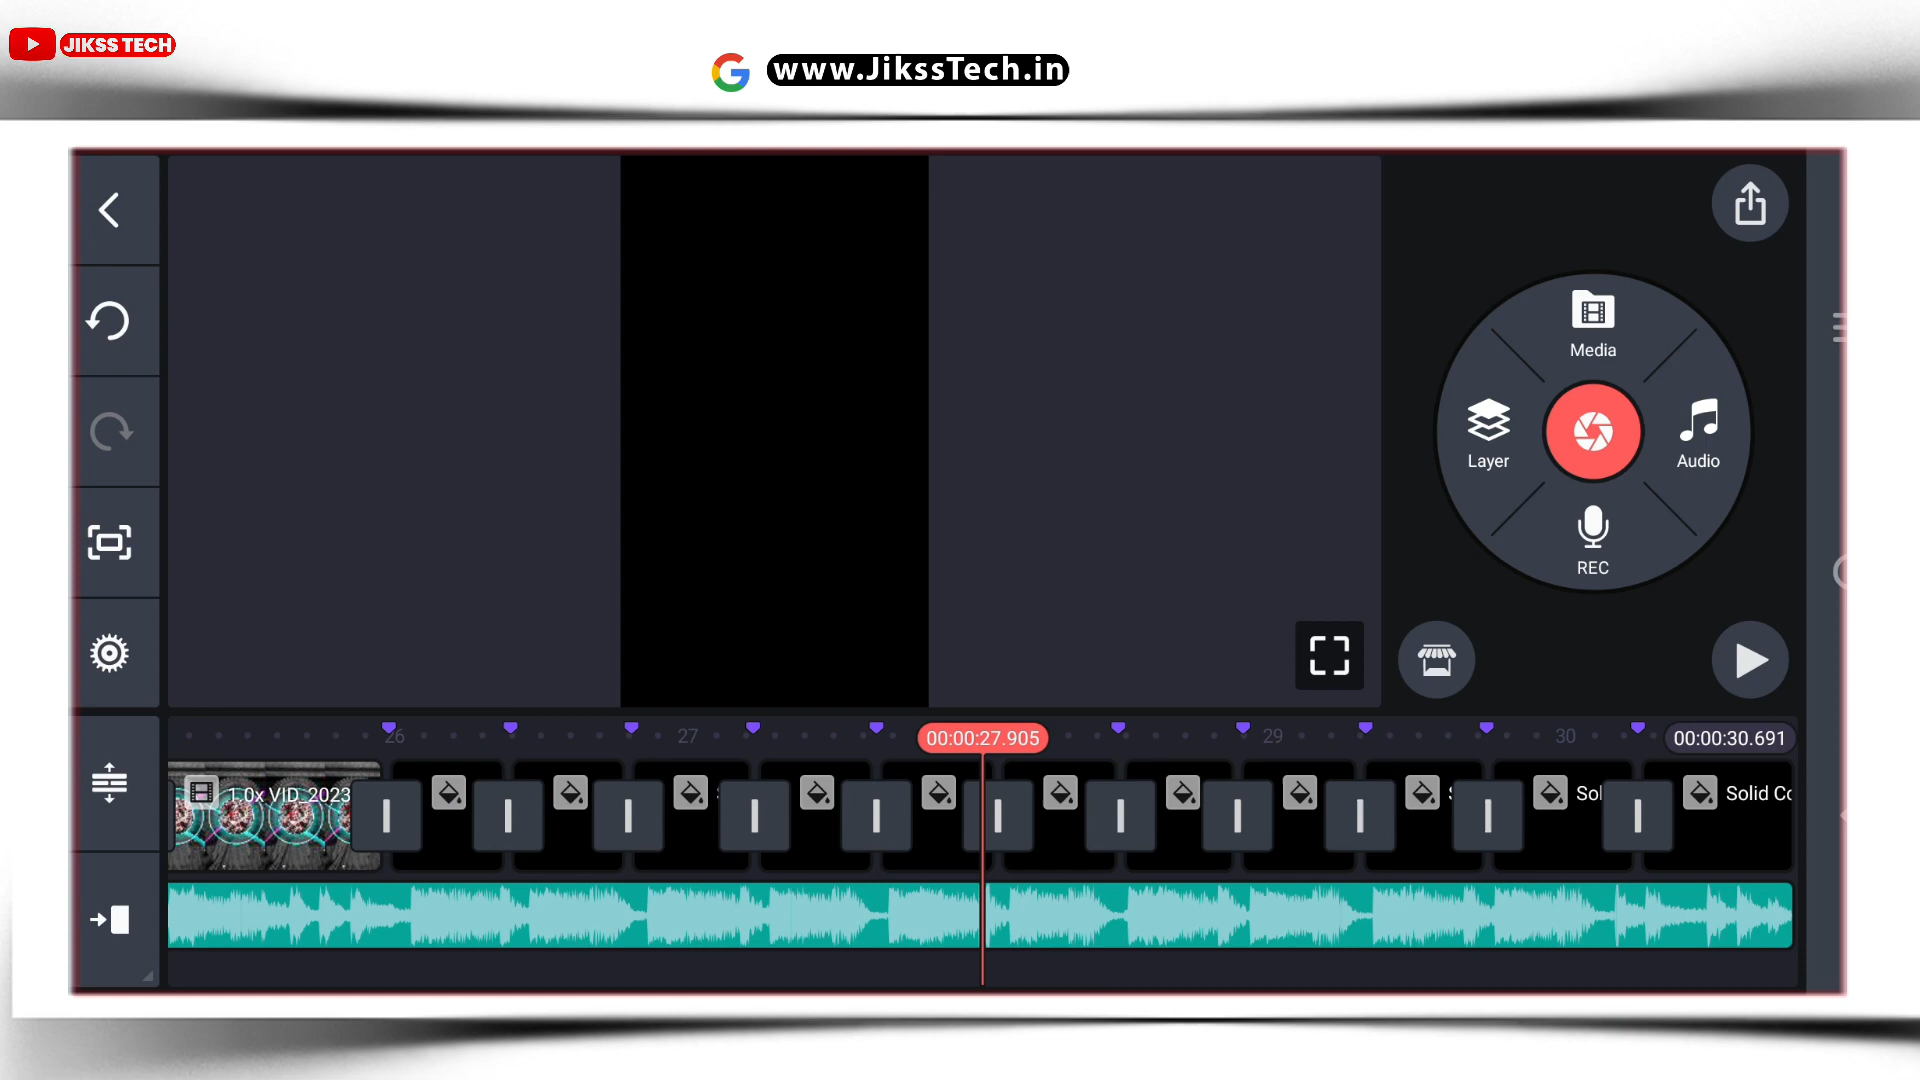 JIKSS TECH
www.JikssTech.in
Media
Layer
Audio
REC
26
27
00:00:27.905
29
30
00:00:30.691
1.0x VID_2023
Sol
Solid Co